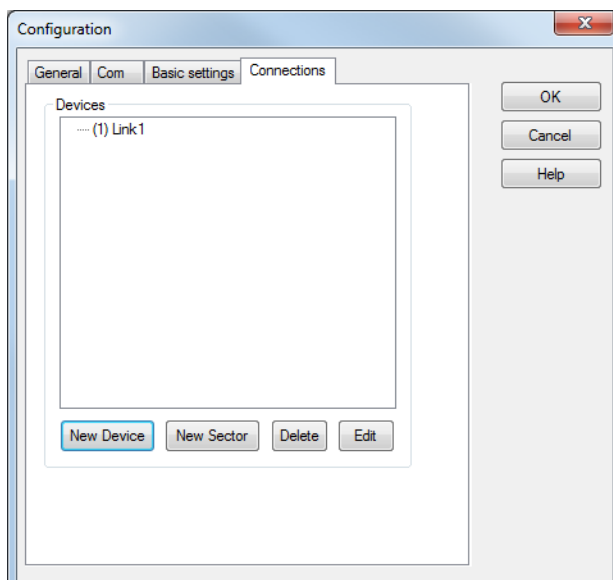 Configuration
General Com Basic settings Connections
Devices
(1) Link1
New Device New Sector Delete Edit
OK
Cancel
Help